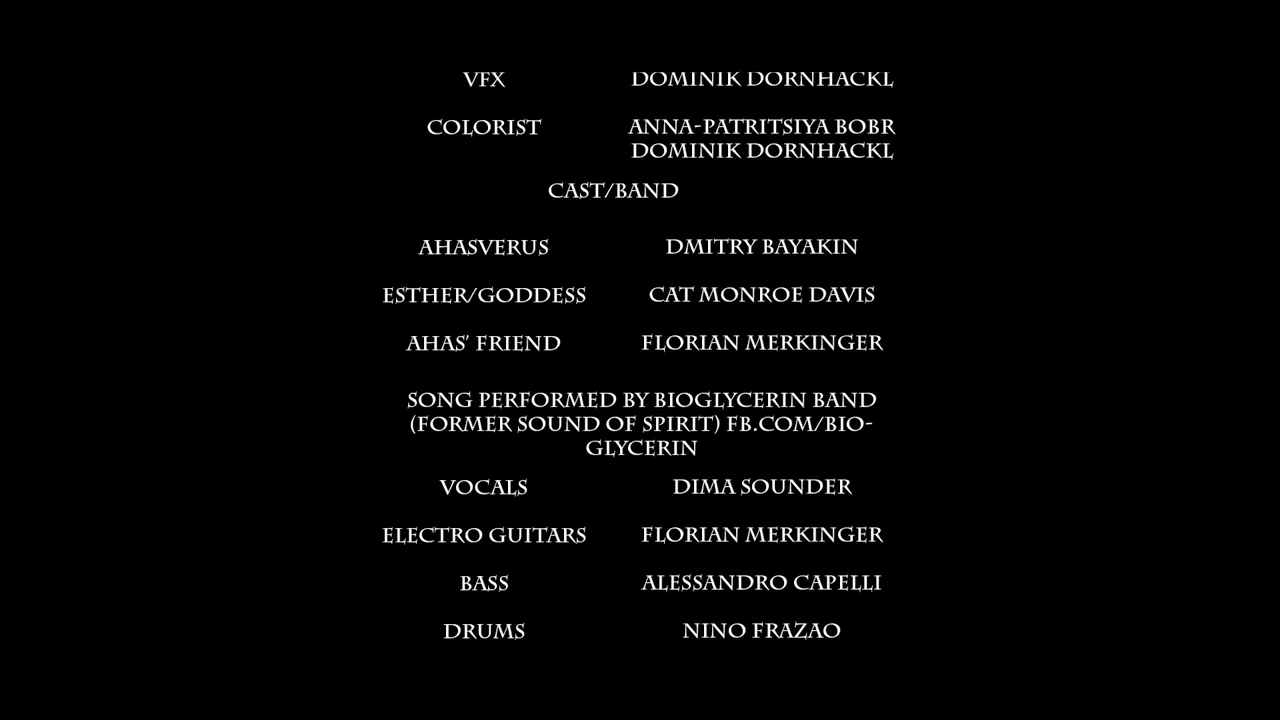 VFX DOMINIK DORNHACKL
COLORIST ANNA-PATRITSIYA BOBR
DOMINIK DORNHACKL
CAST/BAND
AHASVERUS DMITRY BAYAKIN
ESTHER/GODDESS CAT MONROE DAVIS
AHAS' FRIEND FLORIAN MERKINGER
SONG PERFORMED BY BIOGLYCERIN BAND
(FORMER SOUND OF SPIRIT) FB.COM/BIO-
GLYCERIN
VOCALS DIMA SOUNDER
ELECTRO GUITARS FLORIAN MERKINGER
BASS ALESSANDRO CAPELLI
DRUMS NINO FRAZAO